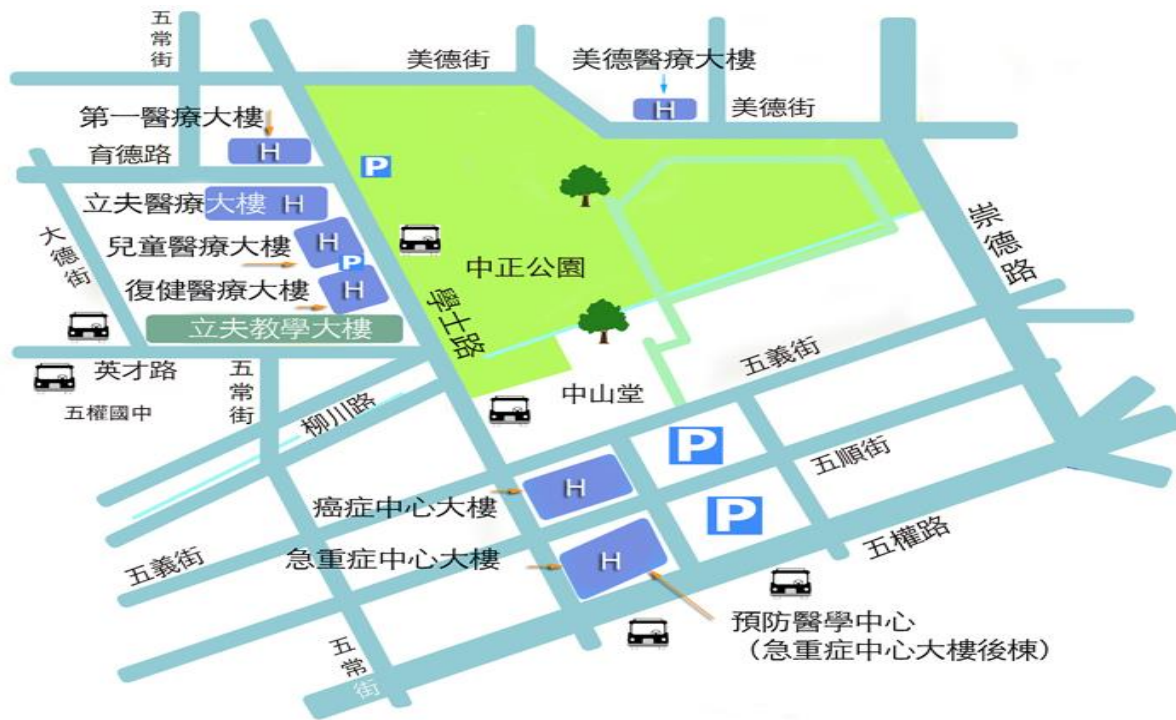 五常街
美德街
美德醫療大樓
H
美德街
第一醫療大樓
H
育德路
P
立夫醫療大樓 H
兒童醫療大樓
H
P
復健醫療大樓
H
大德街
立夫教學大樓
中正公園
學士路
崇德路
英才路
五權國中
五常街
柳川路
中山堂
五義街
P
五順街
癌症中心大樓
H
P
五義街
急重症中心大樓
H
五權路
預防醫學中心
（急重症中心大樓後棟）
五常街